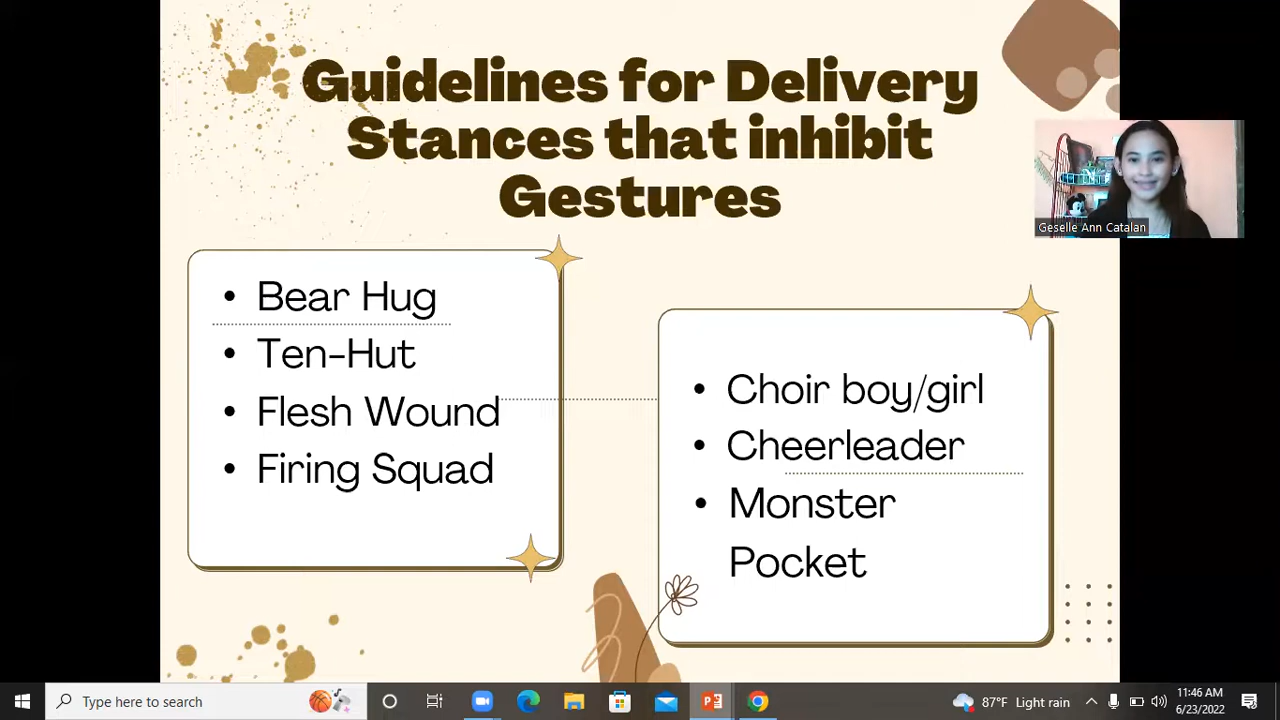 Guidelines for Delivery
Stances that inhibit
Gestures
Geselle Ann Catalan
• Bear Hug
• Ten-Hut
• Flesh Wound
• Firing Squad
• Choir boy/girl
• Cheerleader
• Monster
Pocket
Type here to search
87°F Light rain
11:46 AM
6/23/2022